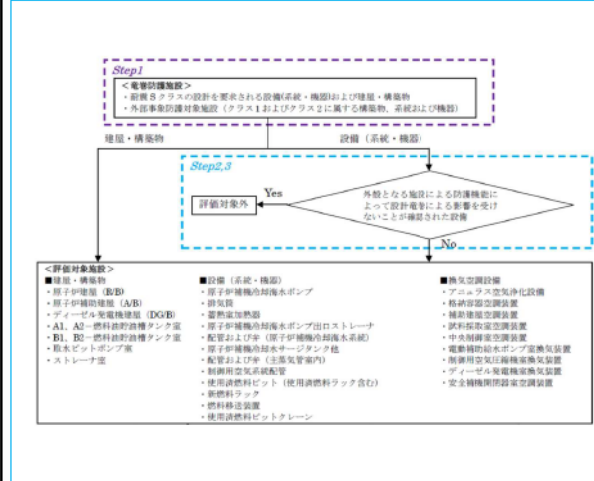 Step1
＜竜巻防護施設＞
・耐震Sクラスの設計を要求される設備(系統・機器)および建屋・構築物
・外部事象防護対象施設（クラス1およびクラス2に属する構築物、系統および機器）
建屋・構築物
設備（系統・機器）
Step2,3
外殻となる施設による防護機能に
よって設計竜巻による影響を受け
ないことが確認された設備
Yes
評価対象外
No
＜評価対象施設＞
■建屋・構築物
・原子炉建屋（R/B）
・原子炉補助建屋（A/B）
・ディーゼル発電機建屋（DG/B）
・A1, A2－燃料油貯油槽タンク室
・B1, B2－燃料油貯油槽タンク室
・取水ピットポンプ室
・ストレーナ室
■設備（系統・機器）
・原子炉補機冷却海水ポンプ
・排気筒
・蓄熱室加熱器
・原子炉補機冷却海水ポンプ出口ストレーナ
・配管および弁（原子炉補機冷却海水系統）
・原子炉補機冷却水サージタンク他
・配管および弁（主蒸気管室内）
・制御用空気系統配管
・使用済燃料ピット（使用済燃料ラック含む）
・新燃料ラック
・燃料移送装置
・使用済燃料ピットクレーン
■換気空調設備
・アニュラス空気浄化設備
・格納容器空調装置
・補助建屋空調装置
・試料採取室空調装置
・中央制御室空調装置
・電動補助給水ポンプ室換気装置
・制御用空気圧縮機室換気装置
・ディーゼル発電機室換気装置
・安全補機開閉器室空調装置